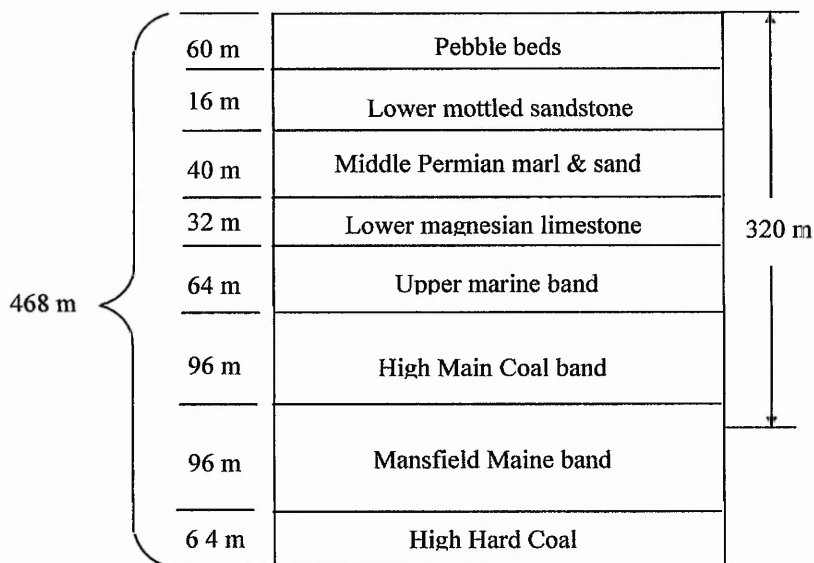 60 m
Pebble beds
16 m
Lower mottled sandstone
40 m
Middle Permian marl & sand
32 m
Lower magnesian limestone
320 m
64 m
Upper marine band
468 m
96 m
High Main Coal band
96 m
Mansfield Maine band
6 4 m
High Hard Coal